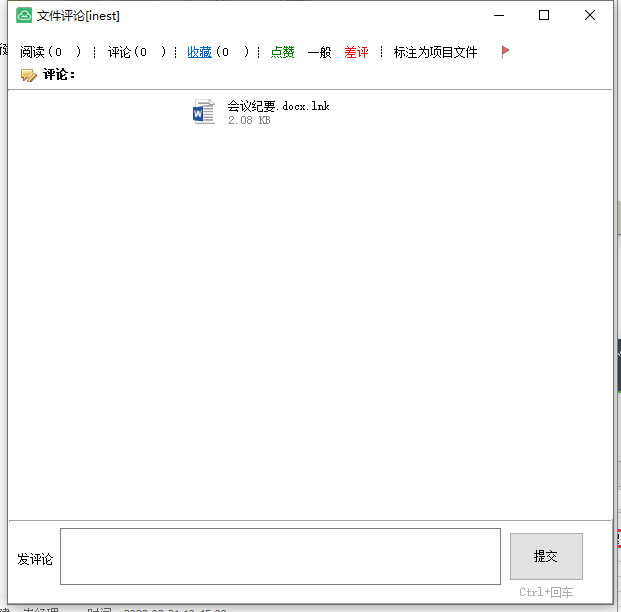 文件评论[inest]
阅读(0 ) ⋮ 评论(0 ) ⋮ 收藏(0 ) ⋮ 点赞 一般 差评 ⋮ 标注为项目文件
评论:
会议纪要.docx.lnk
2.08 KB
发评论
提交
Ctrl+回车